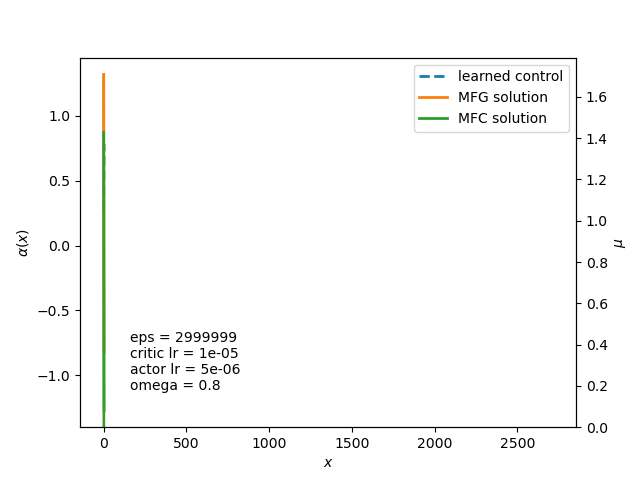 learned control
MFG solution
MFC solution
1.0
0.5
0.0
−0.5
−1.0
α(x)
1.6
1.4
1.2
1.0
0.8
0.6
0.4
0.2
0.0
μ
eps = 2999999
critic lr = 1e-05
actor lr = 5e-06
omega = 0.8
0
500
1000
1500
2000
2500
x